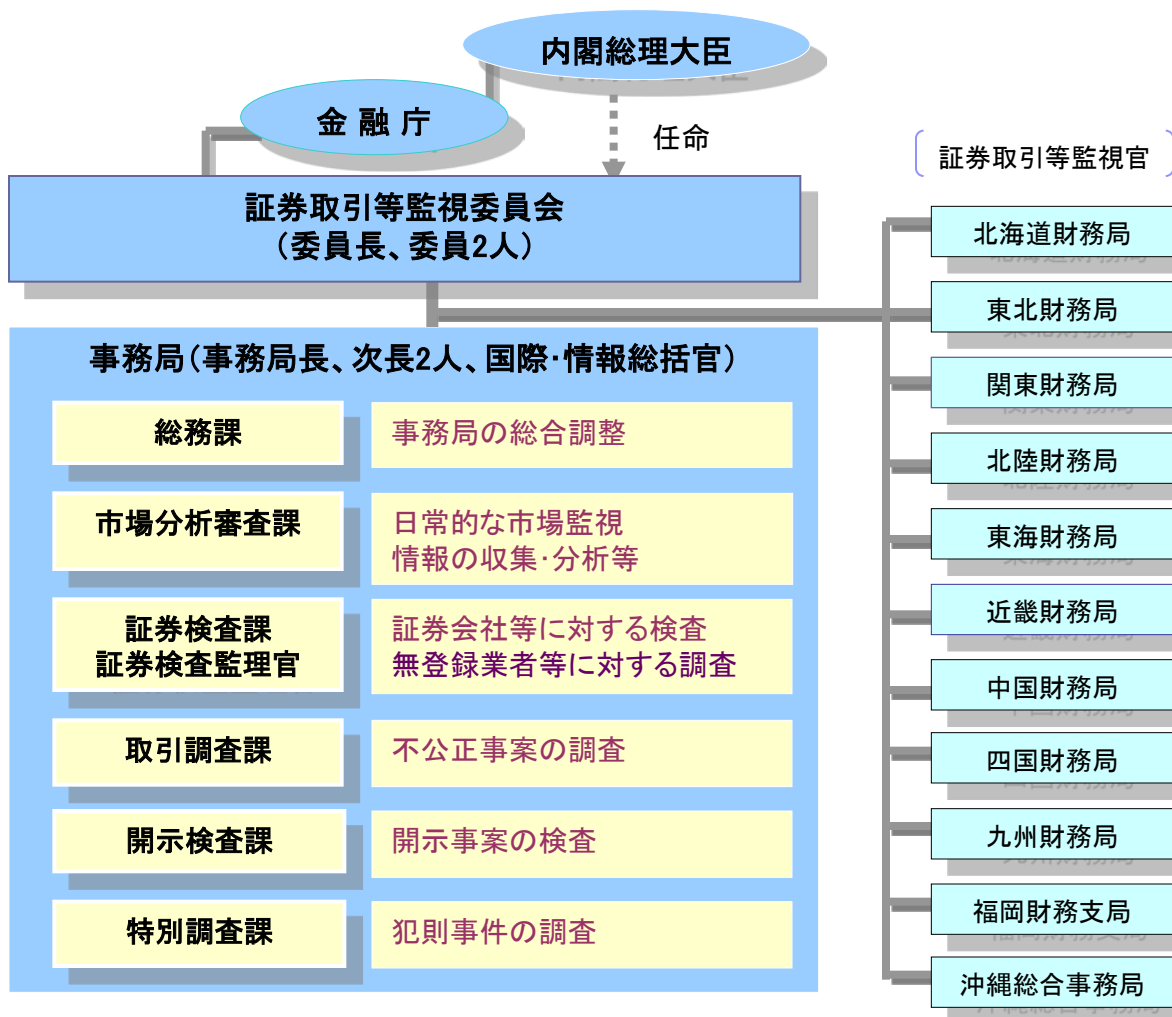 内閣総理大臣
金 融 庁
任命
証券取引等監視委員会
（委員長、委員2人）
事務局（事務局長、次長2人、国際・情報総括官）
総務課
事務局の総合調整
市場分析審査課
日常的な市場監視
情報の収集・分析等
証券検査課
証券検査監理官
証券会社等に対する検査
無登録業者等に対する調査
取引調査課
不公正事案の調査
開示検査課
開示事案の検査
特別調査課
犯則事件の調査
証券取引等監視官
北海道財務局
東北財務局
関東財務局
北陸財務局
東海財務局
近畿財務局
中国財務局
四国財務局
九州財務局
福岡財務支局
沖縄総合事務局